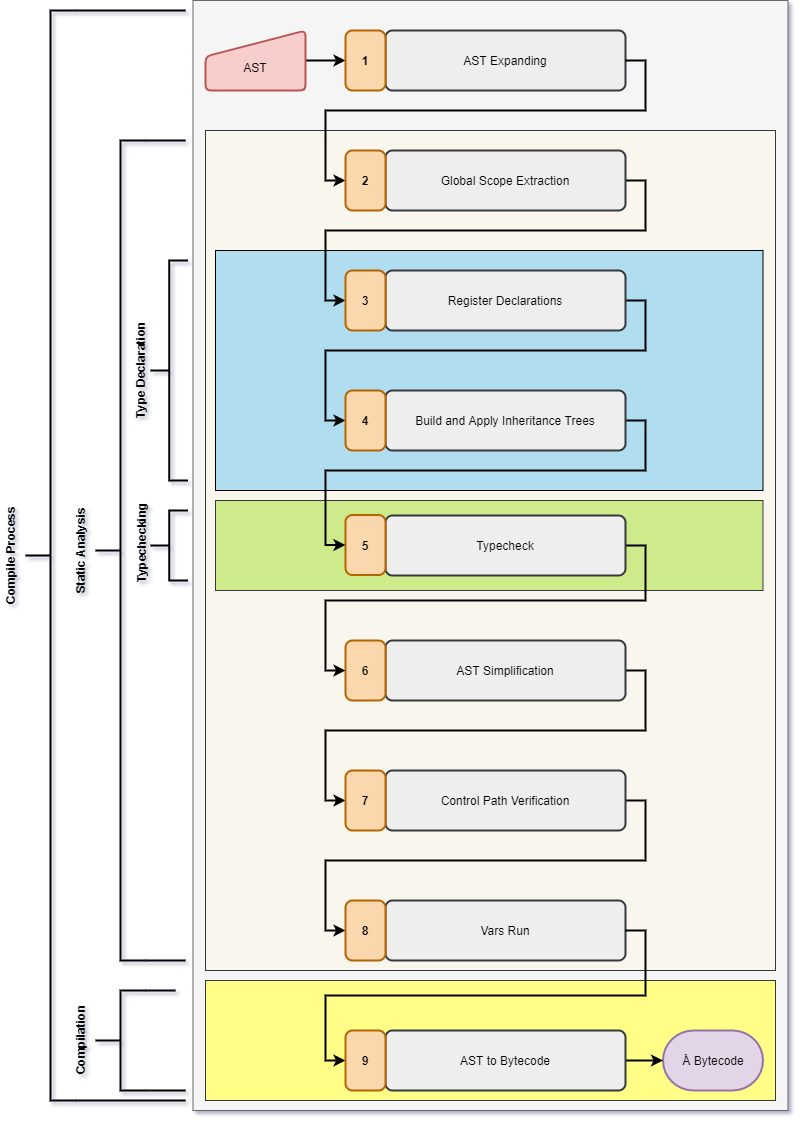 AST
1
AST Expanding
2
Global Scope Extraction
3
Register Declarations
4
Build and Apply Inheritance Trees
5
Typecheck
6
AST Simplification
7
Control Path Verification
8
Vars Run
9
AST to Bytecode
Å Bytecode
Compile Process
Static Analysis
Type Declaration
Typechecking
Compilation